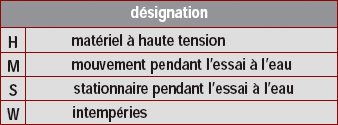 désignation
H matériel à haute tension
M mouvement pendant l'essai à l'eau
S stationnaire pendant l'essai à l'eau
W intempéries